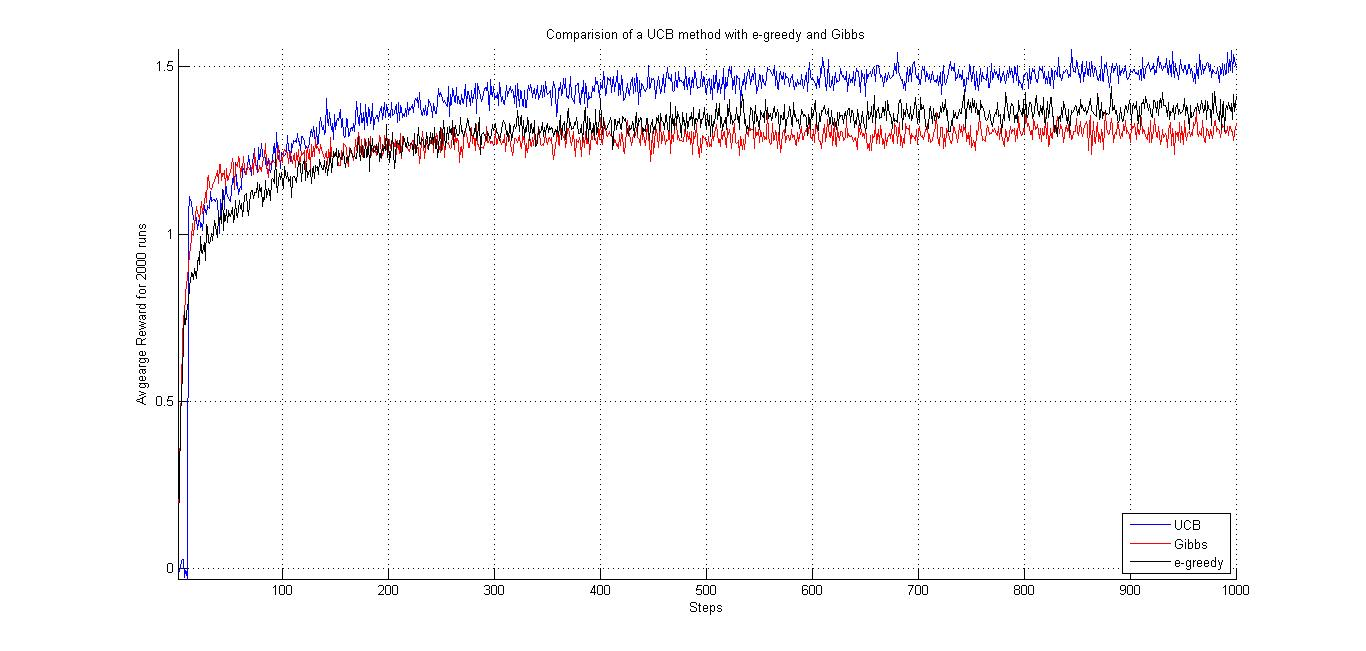 Comparision of a UCB method with e-greedy and Gibbs
Avgearge Reward for 2000 runs
1.5
1
0.5
0
100 200 300 400 500 600 700 800 900 1000
Steps
UCB
Gibbs
e-greedy